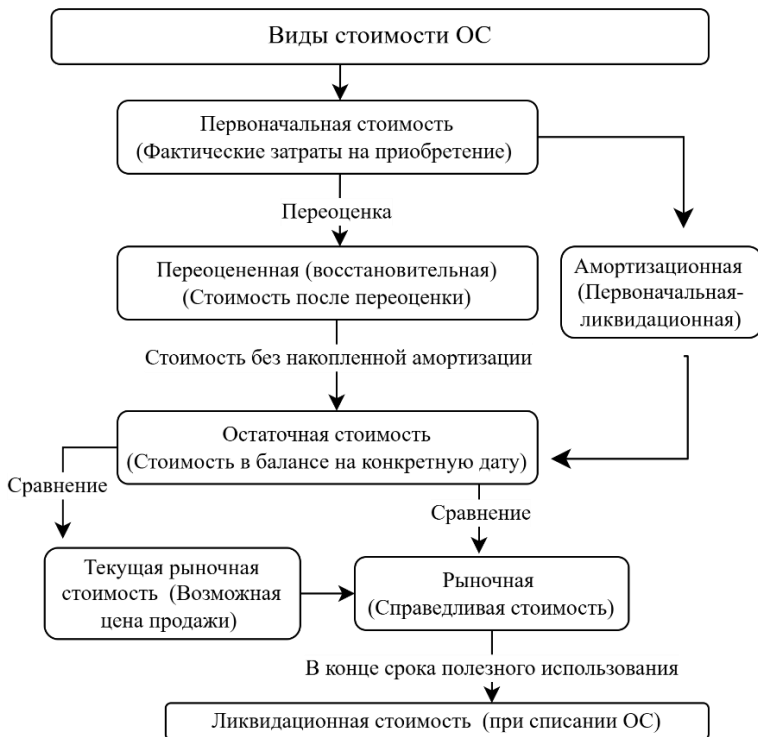 Виды стоимости ОС
Первоначальная стоимость
(Фактические затраты на приобретение)
Переоценка
Переоцененная (восстановительная)
(Стоимость после переоценки)
Амортизационная
(Первоначальная-
ликвидационная)
Стоимость без накопленной амортизации
Остаточная стоимость
(Стоимость в балансе на конкретную дату)
Сравнение
Сравнение
Текущая рыночная
стоимость (Возможная
цена продажи)
Рыночная
(Справедливая стоимость)
В конце срока полезного использования
Ликвидационная стоимость (при списании ОС)